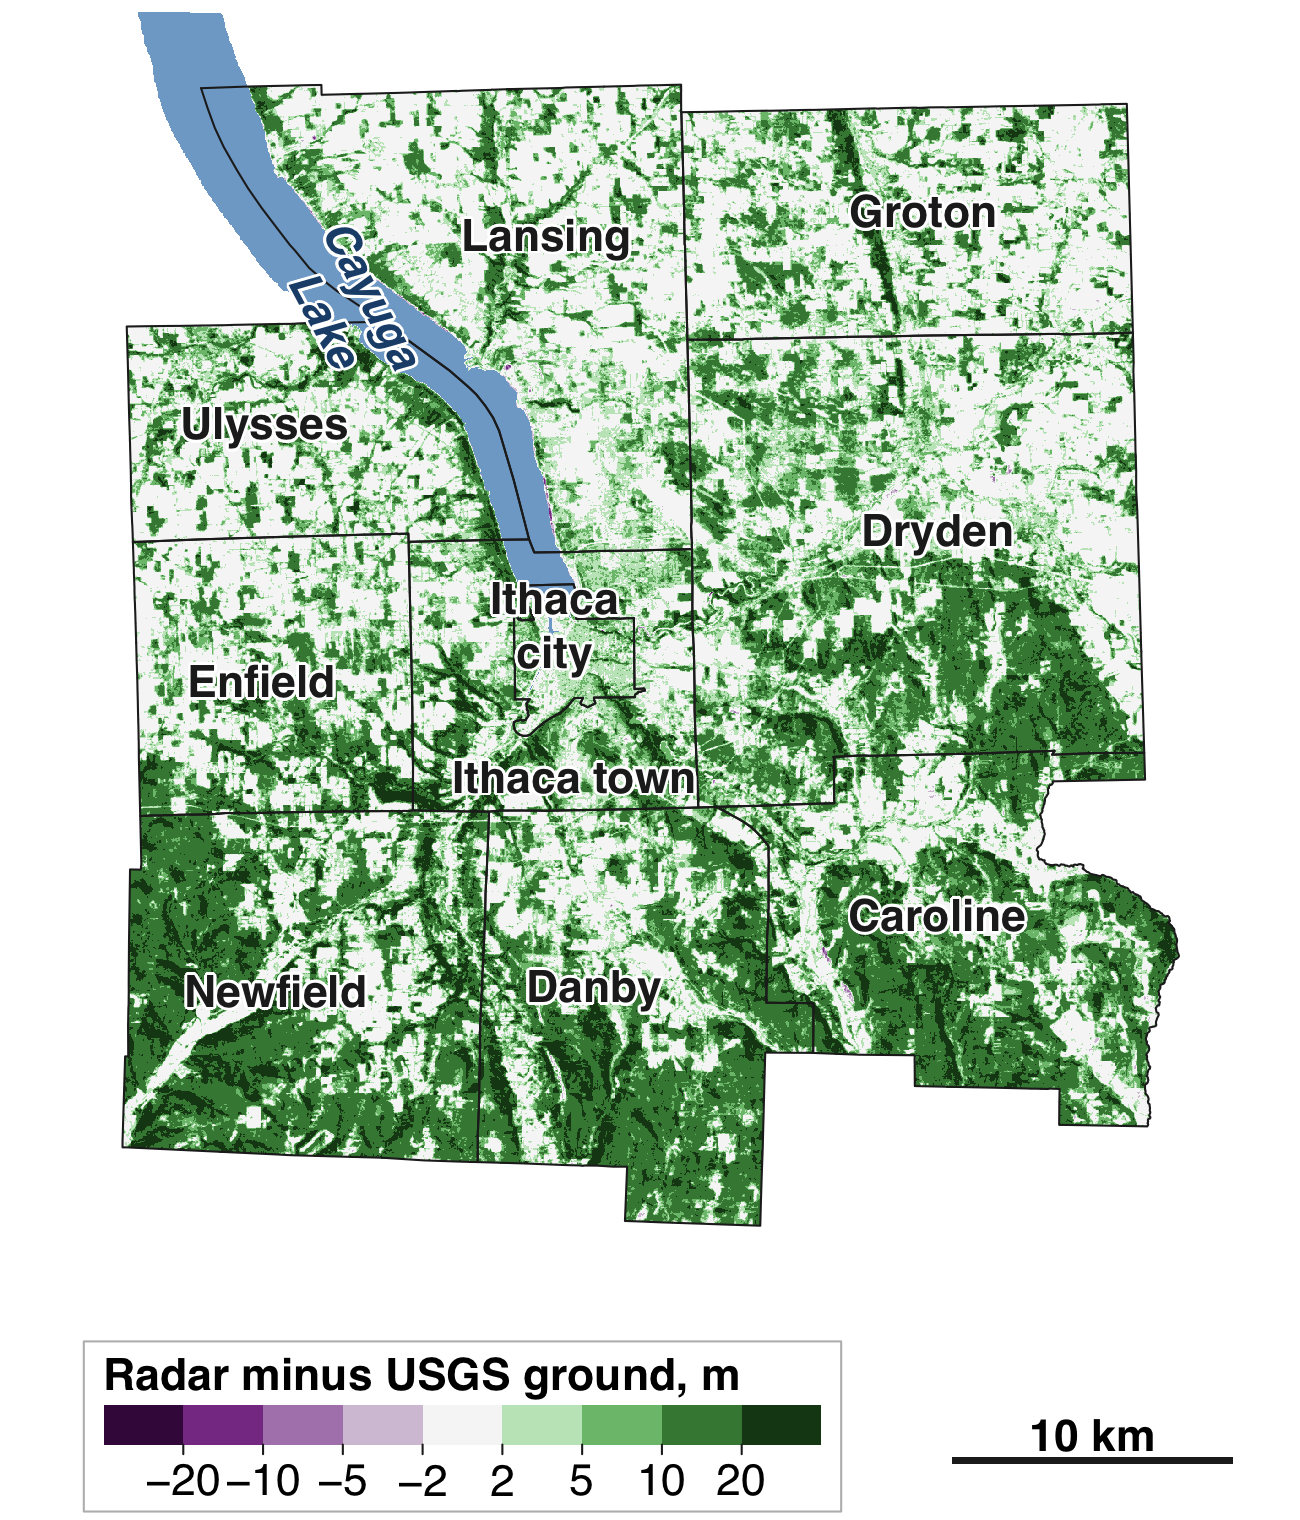 Groton
Lansing
Cayuga
Lake
Ulysses
Dryden
Ithaca
city
Enfield
Ithaca town
Caroline
Newfield
Danby
Radar minus USGS ground, m
−20 −10 −5 −2 2 5 10 20
10 km